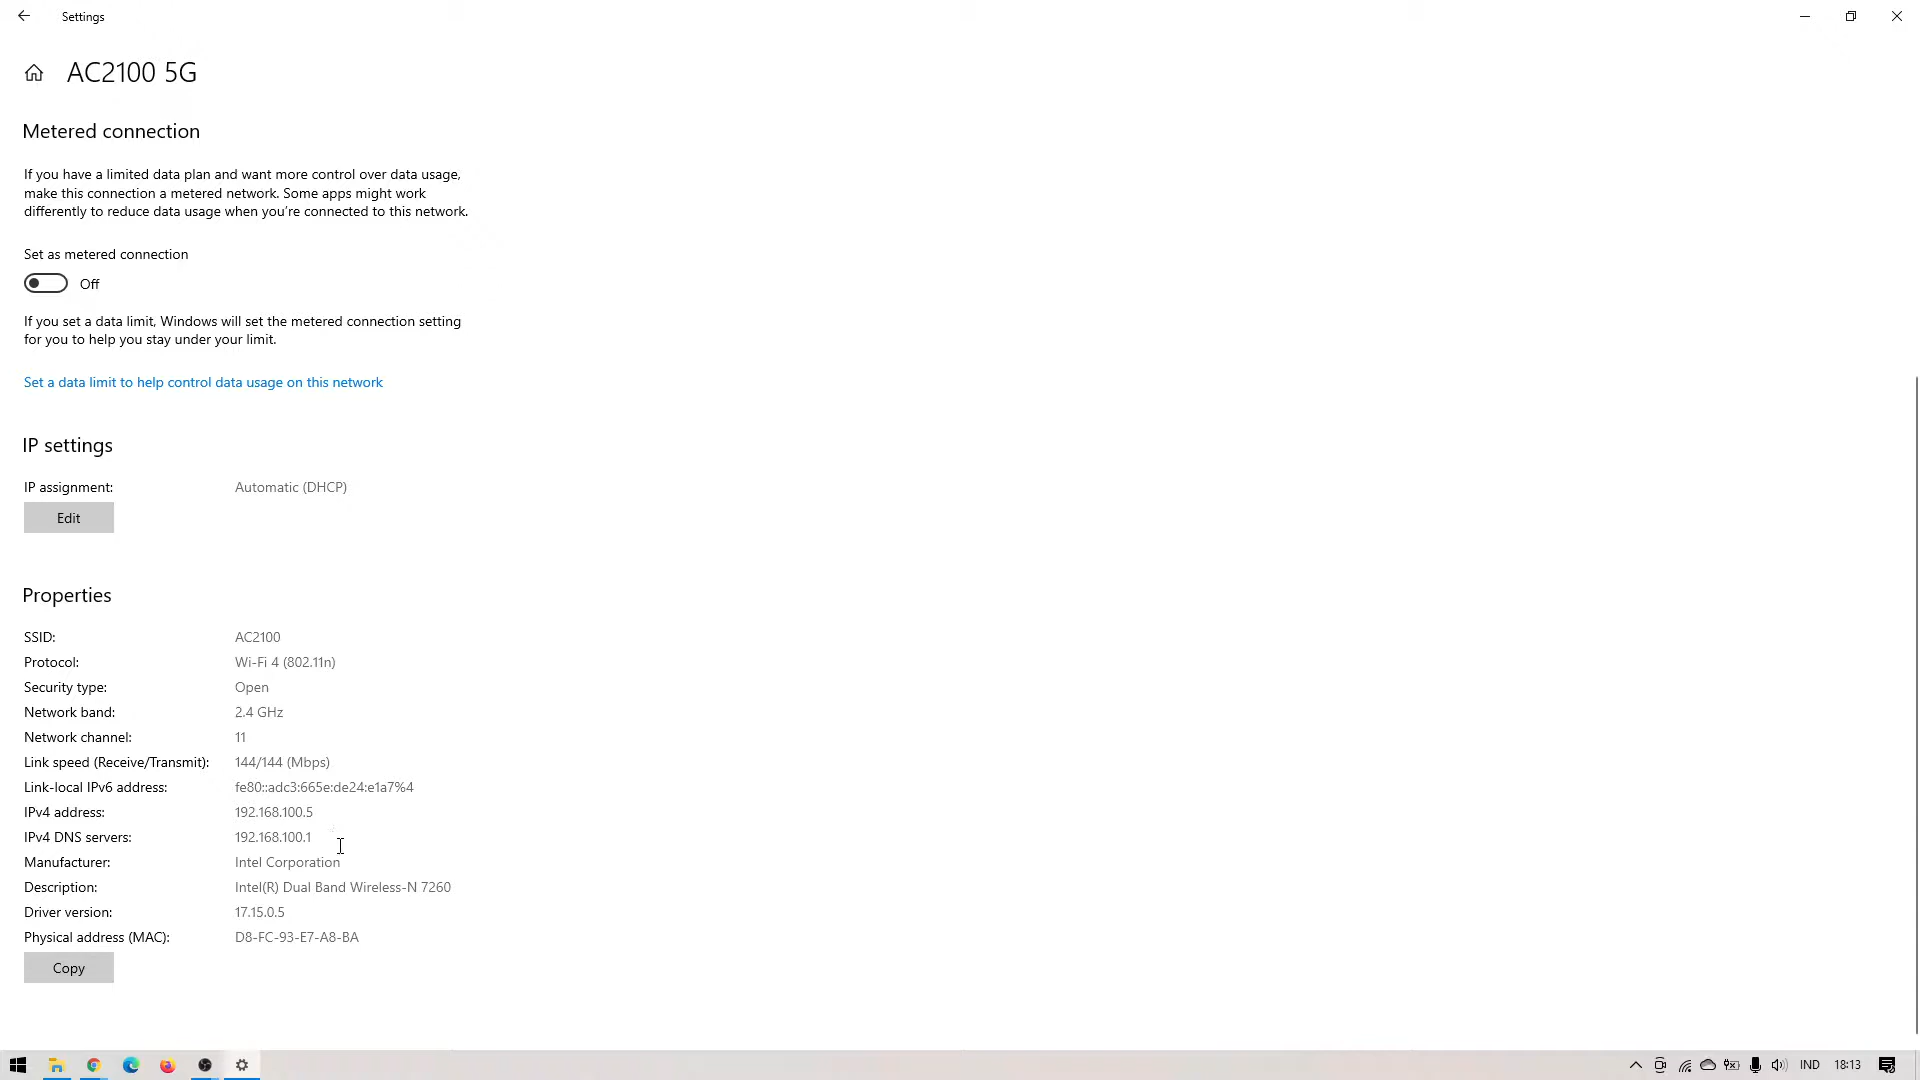 Settings
AC2100 5G
Metered connection
If you have a limited data plan and want more control over data usage,
make this connection a metered network. Some apps might work
differently to reduce data usage when you're connected to this network.
Set as metered connection
Off
If you set a data limit, Windows will set the metered connection setting
for you to help you stay under your limit.
Set a data limit to help control data usage on this network
IP settings
IP assignment: Automatic (DHCP)
Edit
Properties
SSID: AC2100
Protocol: Wi-Fi 4 (802.11n)
Security type: Open
Network band: 2.4 GHz
Network channel: 11
Link speed (Receive/Transmit): 144/144 (Mbps)
Link-local IPv6 address: fe80::adc3:665e:de24:e1a7%4
IPv4 address: 192.168.100.5
IPv4 DNS servers: 192.168.100.1
Manufacturer: Intel Corporation
Description: Intel(R) Dual Band Wireless-N 7260
Driver version: 17.15.0.5
Physical address (MAC): D8-FC-93-E7-A8-BA
Copy
IND 18:13